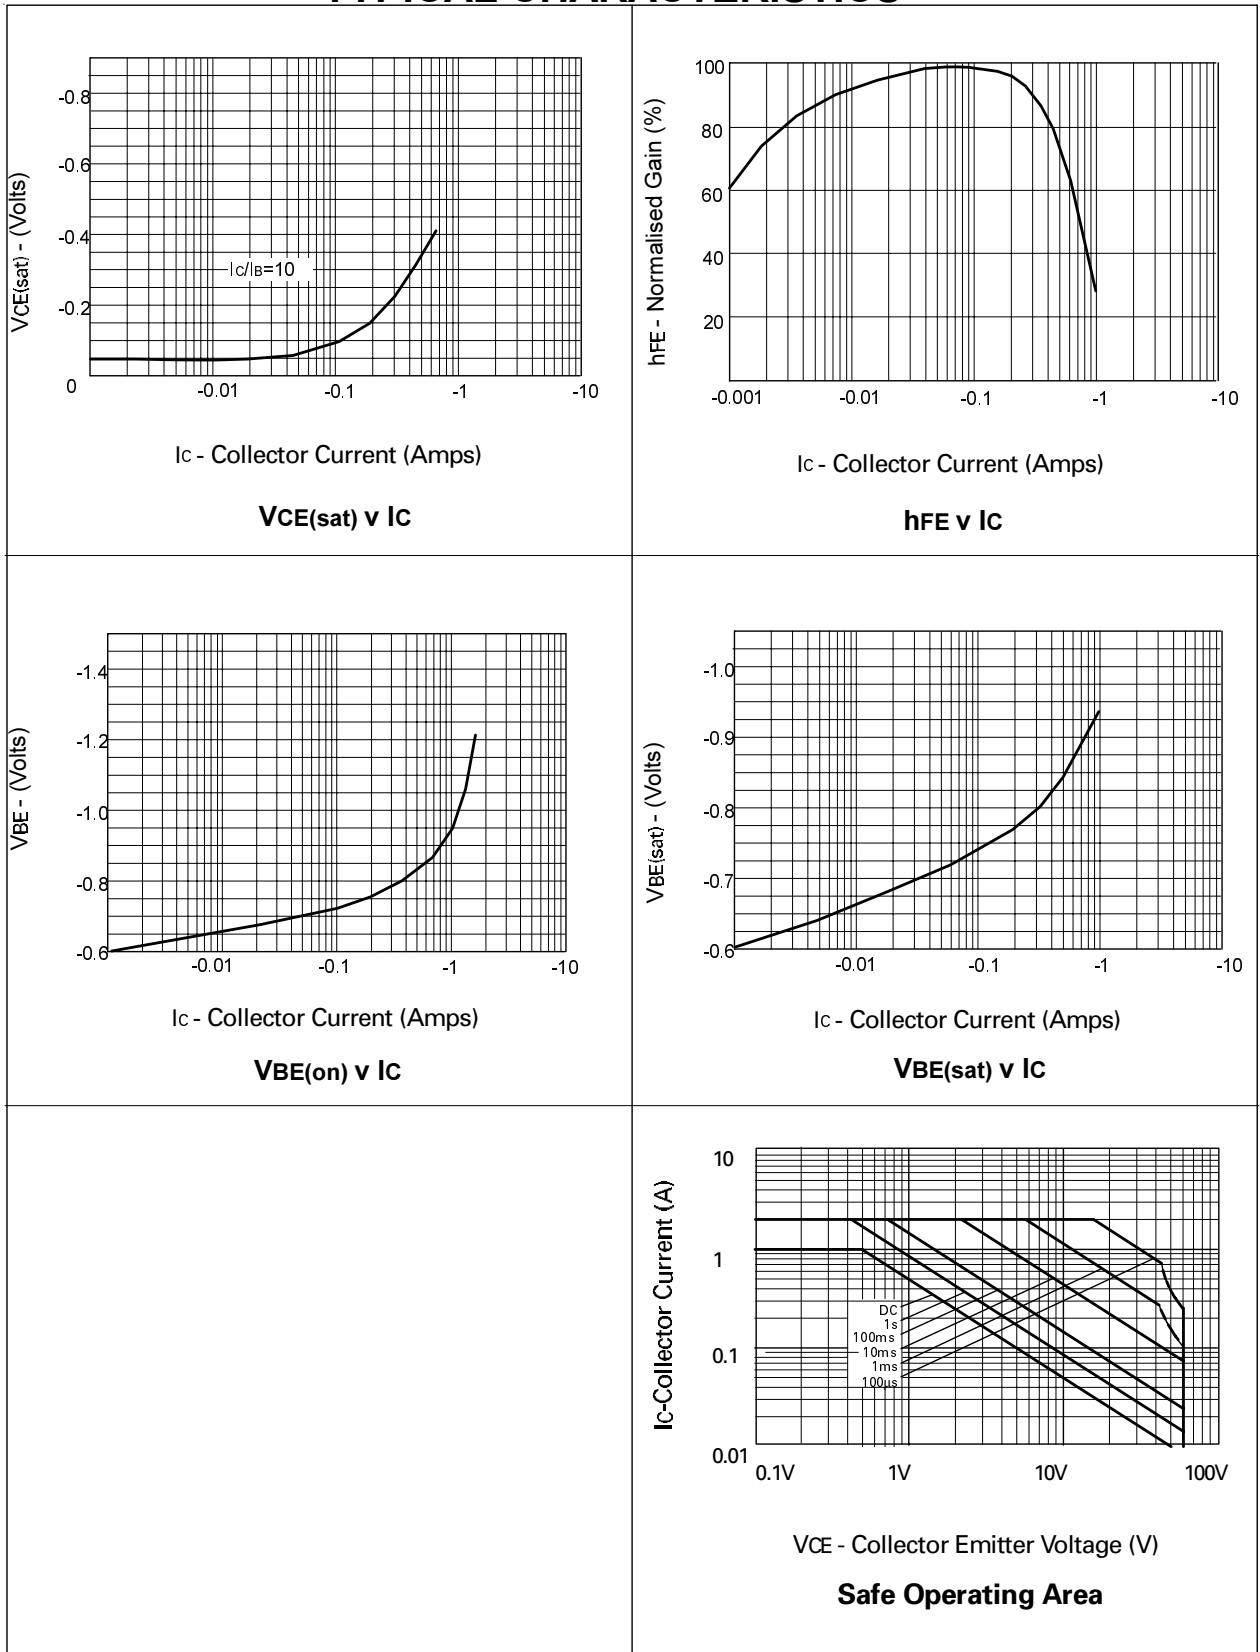 TYPICAL CHARACTERISTICS
VCE(sat) - (Volts)
-0.8
-0.6
-0.4
-0.2
0
IC/IB=10
-0.01
-0.1
-1
-10
IC - Collector Current (Amps)
VCE(sat) v IC
hFE - Normalised Gain (%)
100
80
60
40
20
-0.001
-0.01
-0.1
-1
-10
IC - Collector Current (Amps)
hFE v IC
VBE - (Volts)
-1.4
-1.2
-1.0
-0.8
-0.6
-0.01
-0.1
-1
-10
IC - Collector Current (Amps)
VBE(on) v IC
VBE(sat) - (Volts)
-1.0
-0.9
-0.8
-0.7
-0.6
-0.01
-0.1
-1
-10
IC - Collector Current (Amps)
VBE(sat) v IC
IC-Collector Current (A)
10
1
0.1
0.01
DC
1s
100ms
10ms
1ms
100µs
0.1V
1V
10V
100V
VCE - Collector Emitter Voltage (V)
Safe Operating Area